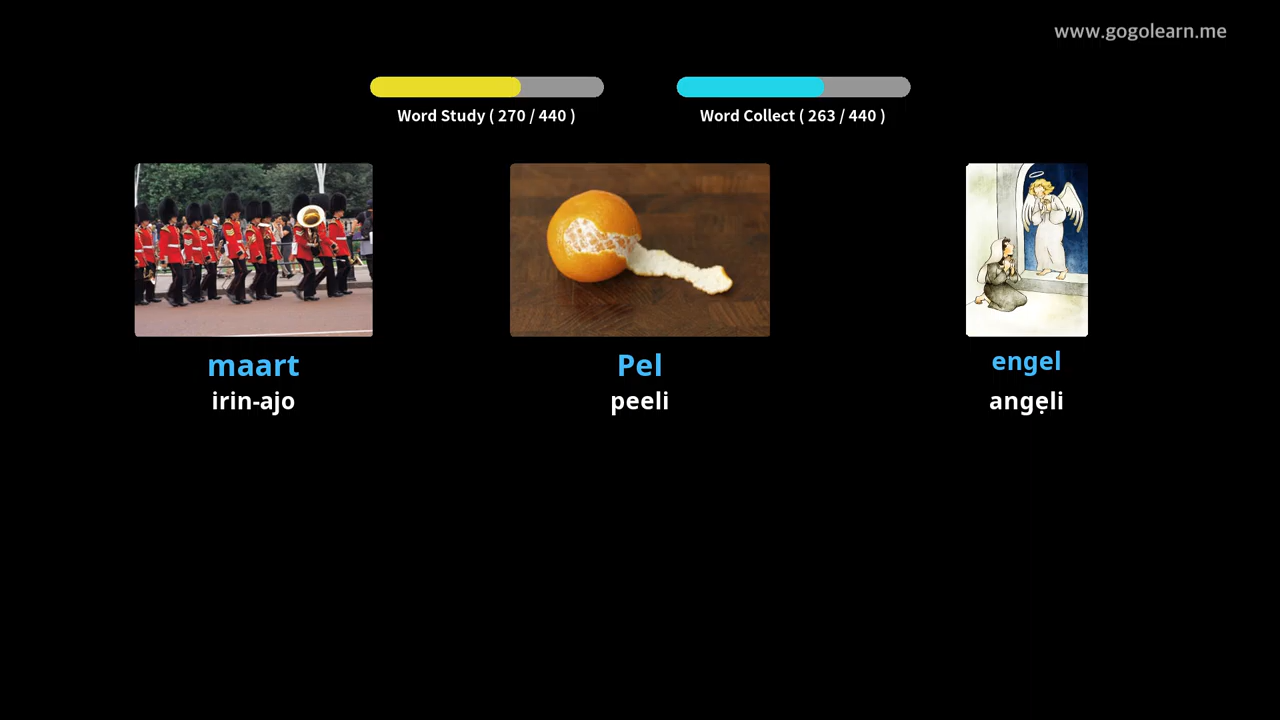 www.gogolearn.me
Word Study ( 270 / 440 )
Word Collect ( 263 / 440 )
maart
irin-ajo
Pel
peeli
engel
angẹli